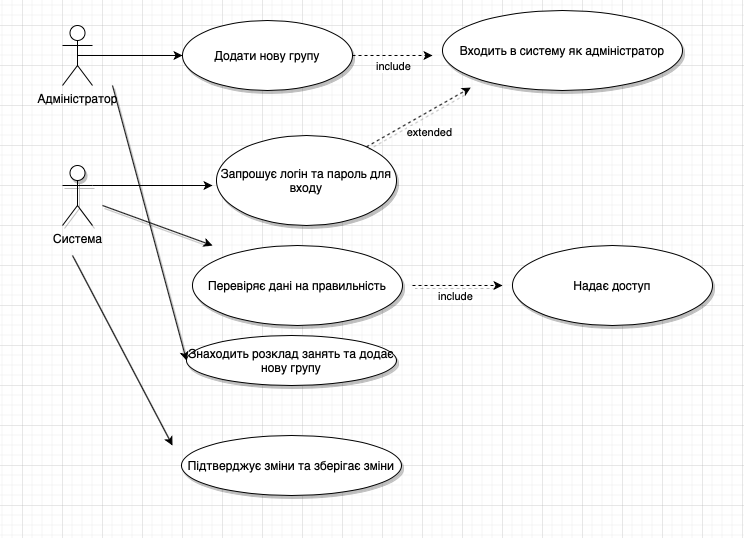 Додати нову групу
Входить в систему як адміністратор
include
Адміністратор
extended
Запрошує логін та пароль для
входу
Система
Перевіряє дані на правильність
include
Надає доступ
Знаходить розклад занять та додає
нову групу
Підтверджує зміни та зберігає зміни